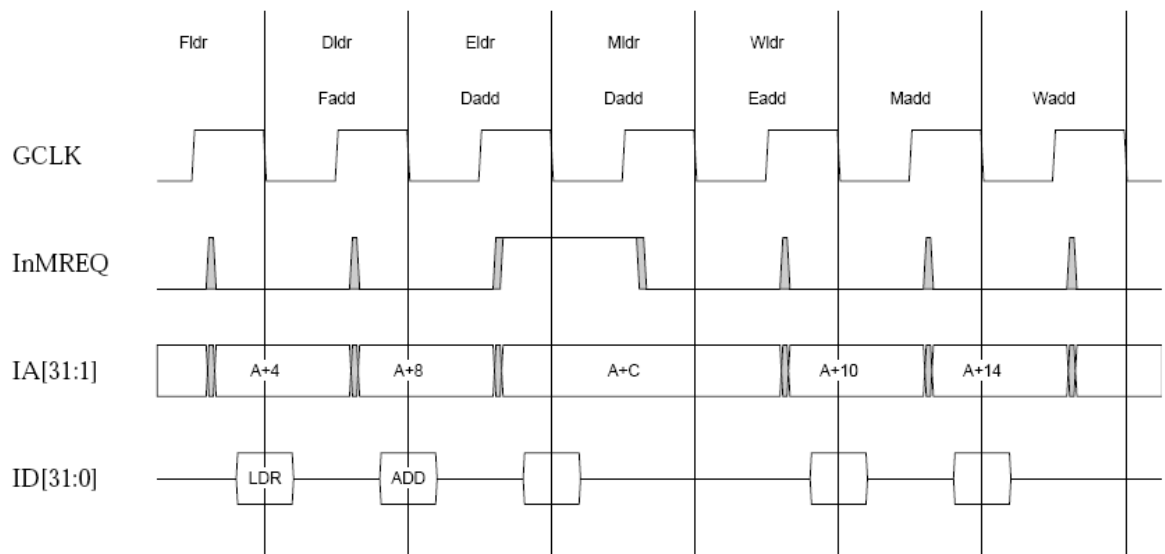 Fldr Dldr Eldr Mldr Wldr
Fadd Dadd Dadd Eadd Madd Wadd
GCLK
InMREQ
IA[31:1] A+4 A+8 A+C A+10 A+14
ID[31:0] LDR ADD